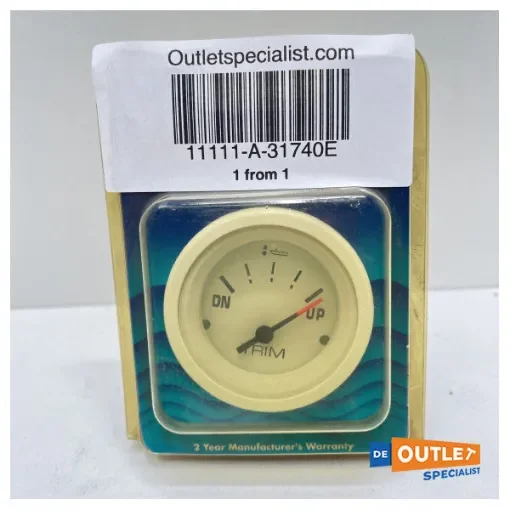 Outletspecialist.com
11111-A-31740E
1 from 1
DN
UP
TRIM
2 Year Manufacturer's Warranty
DE OUTLET
SPECIALIST